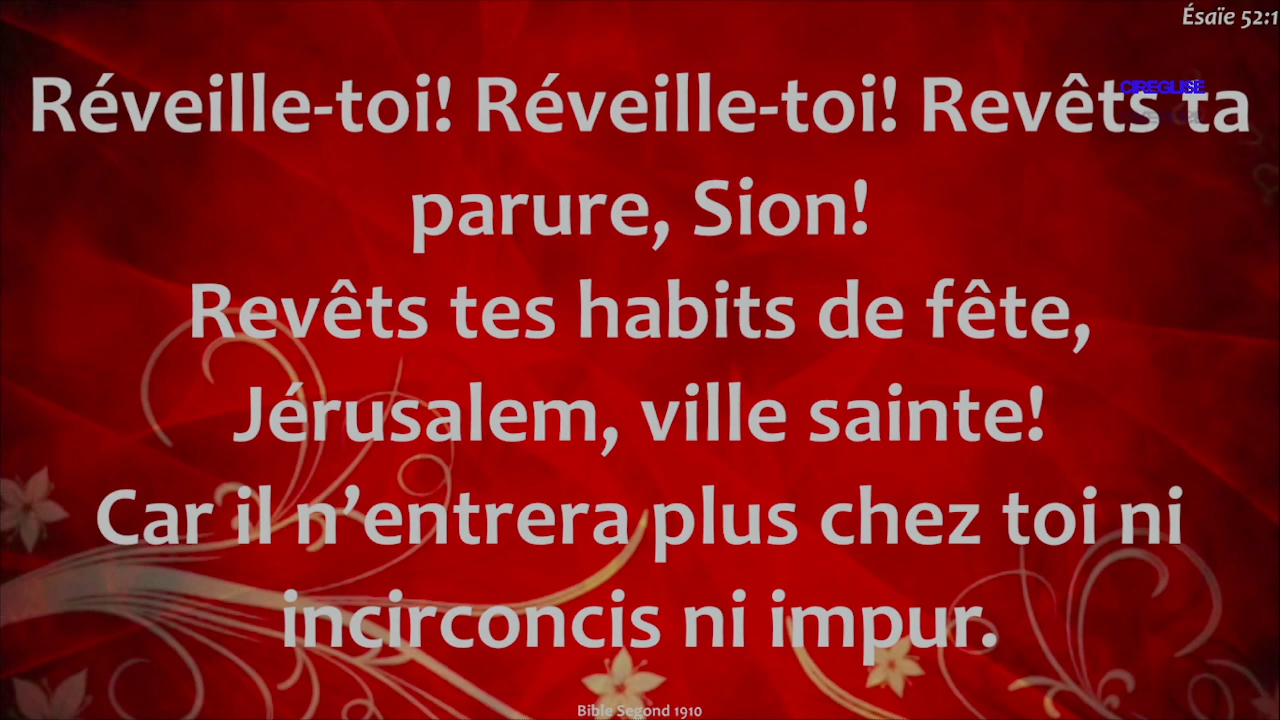 Ésaïe 52:1
Réveille-toi! Réveille-toi! Revêts ta
parure, Sion!
Revêts tes habits de fête,
Jérusalem, ville sainte!
Car il n’entrera plus chez toi ni
incirconcis ni impur.
Bible Segond 1910